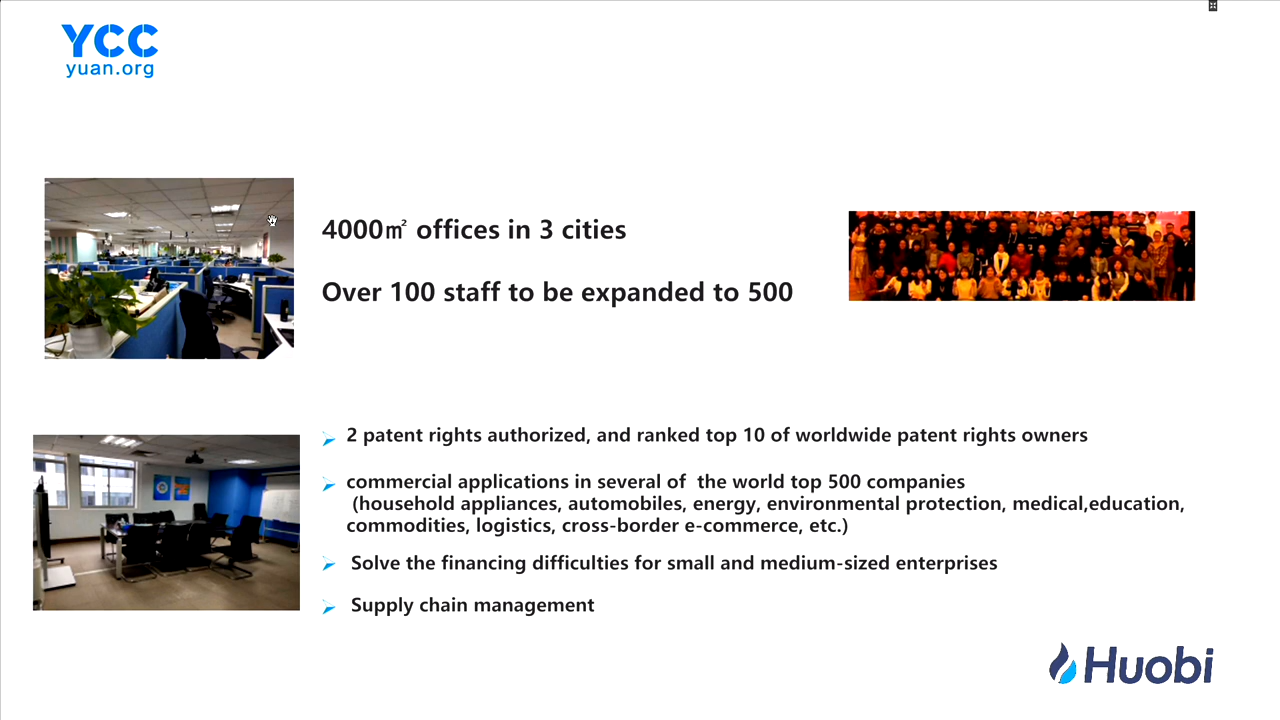 YCC
yuan.org
4000㎡ offices in 3 cities
Over 100 staff to be expanded to 500
2 patent rights authorized, and ranked top 10 of worldwide patent rights owners
commercial applications in several of  the world top 500 companies
(household appliances, automobiles, energy, environmental protection, medical,education,
commodities, logistics, cross-border e-commerce, etc.)
Solve the financing difficulties for small and medium-sized enterprises
Supply chain management
Huobi